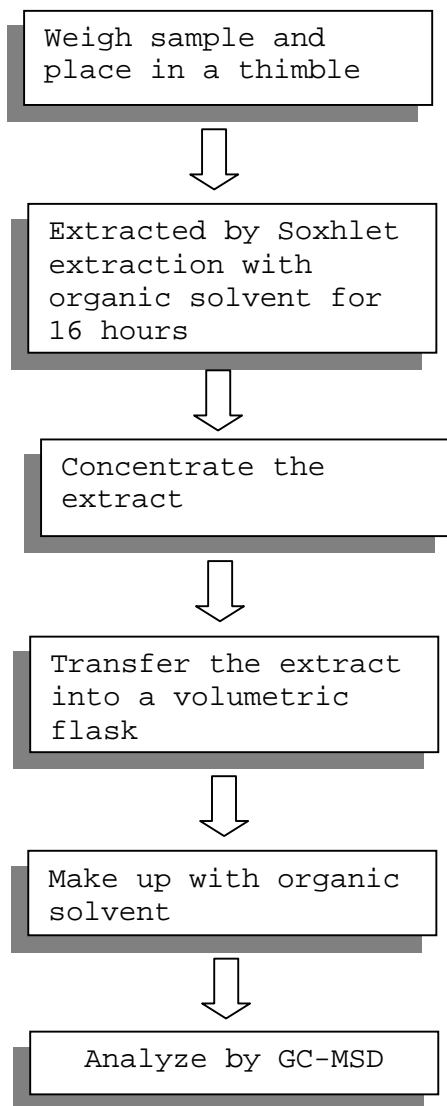 Weigh sample and
place in a thimble
Extracted by Soxhlet
extraction with
organic solvent for
16 hours
Concentrate the
extract
Transfer the extract
into a volumetric
flask
Make up with organic
solvent
Analyze by GC-MSD